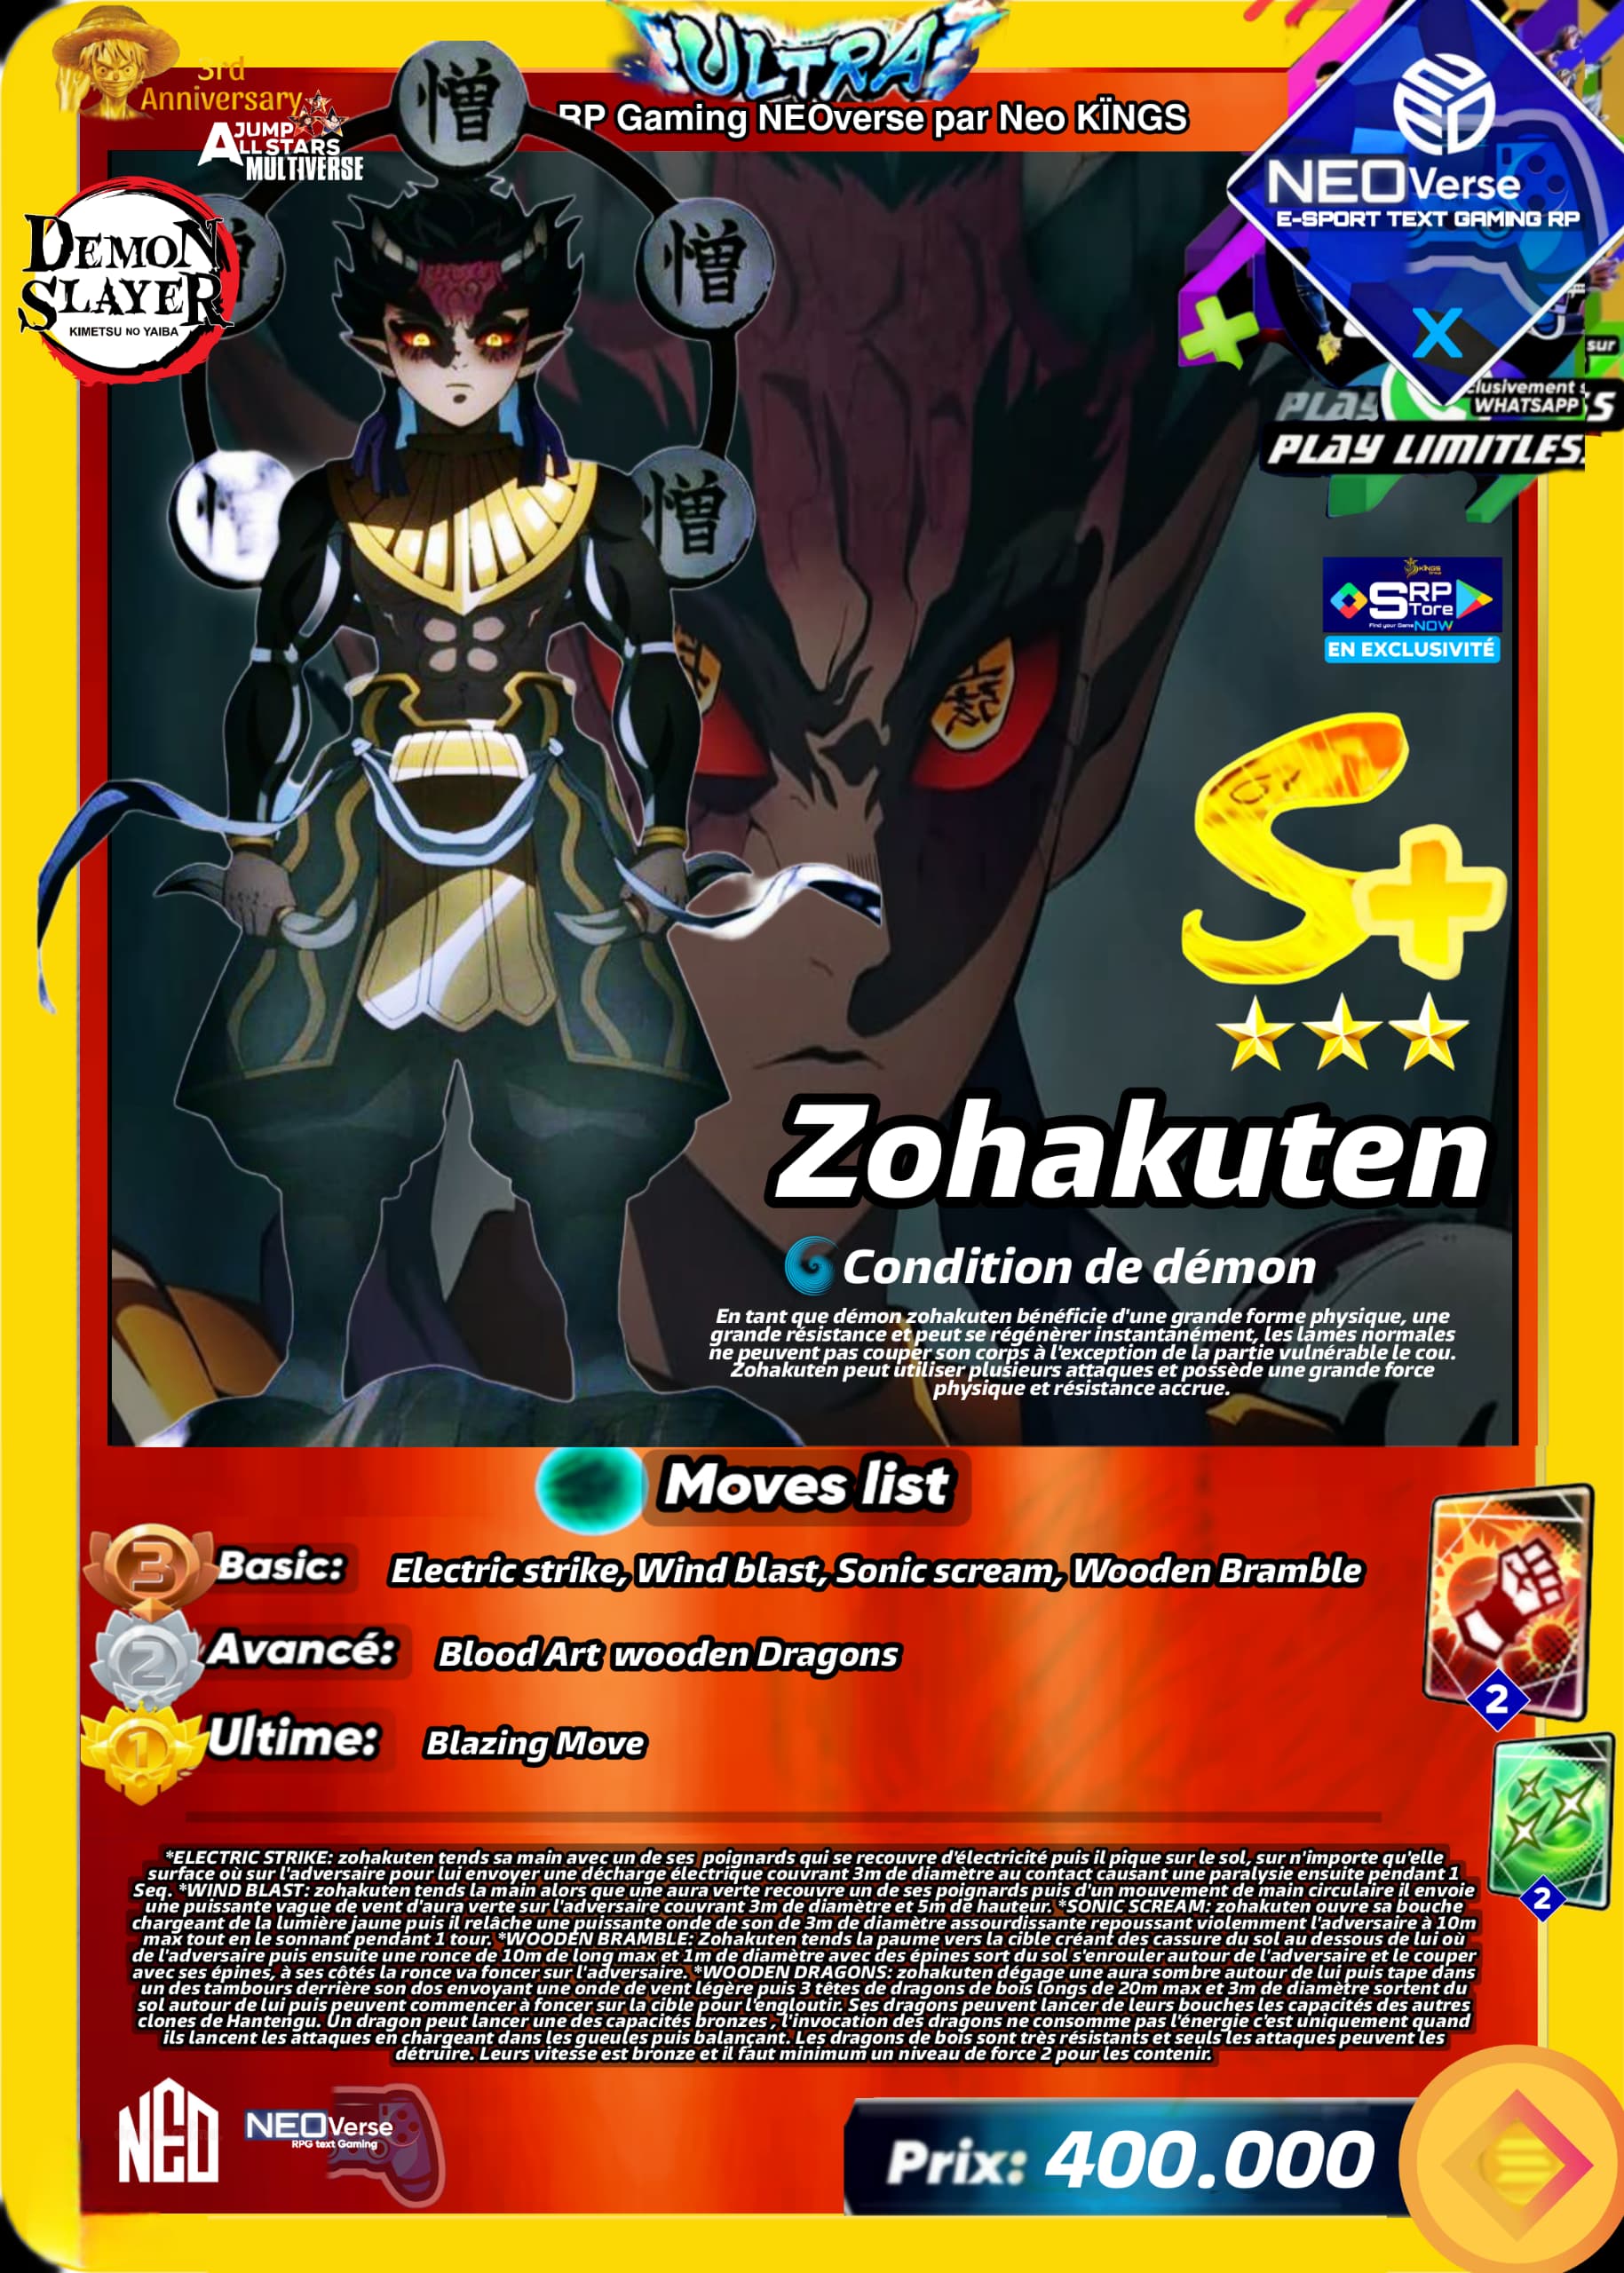 ULTRA
3rd
Anniversary
JUMP
ALL STARS
MULTIVERSE
RP Gaming NEOverse par Neo KÏNGS
憎
憎
憎
NEOVerse
E-SPORT TEXT GAMING RP
X
DEMON
SLAYER
KIMETSU NO YAIBA
sur
WHATSAPP
PLAY
S
PLAY LIMITLES
KÏNGS
SRP
Tore
Find your Game NOW
EN EXCLUSIVITÉ
S+
Zohakuten
Condition de démon
En tant que démon zohakuten bénéficie d'une grande forme physique, une
grande résistance et peut se régénèrer instantanément, les lames normales
ne peuvent pas couper son corps à l'exception de la partie vulnérable le cou.
Zohakuten peut utiliser plusieurs attaques et possède une grande force
physique et résistance accrue.
Moves list
3 Basic: Electric strike, Wind blast, Sonic scream, Wooden Bramble
2 Avancé: Blood Art wooden Dragons
1 Ultime: Blazing Move
2
2
*ELECTRIC STRIKE: zohakuten tends sa main avec un de ses poignards qui se recouvre d'électricité puis il pique sur le sol, sur n'importe qu'elle
surface où sur l'adversaire pour lui envoyer une décharge électrique couvrant 3m de diamètre au contact causant une paralysie ensuite pendant 1
Seq. *WIND BLAST: zohakuten tends la main alors que une aura verte recouvre un de ses poignards puis d'un mouvement de main circulaire il envoie
une puissante vague de vent d'aura verte sur l'adversaire couvrant 3m de diamètre et 5m de hauteur. *SONIC SCREAM: zohakuten ouvre sa bouche
chargeant de la lumière jaune puis il relâche une puissante onde de son de 3m de diamètre assourdissante repoussant violemment l'adversaire à 10m
max tout en le sonnant pendant 1 tour. *WOODEN BRAMBLE: Zohakuten tends la paume vers la cible créant des cassure du sol au dessous de lui où
de l'adversaire puis ensuite une ronce de 10m de long max et 1m de diamètre avec des épines sort du sol s'enrouler autour de l'adversaire et le couper
avec ses épines, à ses côtés la ronce va foncer sur l'adversaire. *WOODEN DRAGONS: zohakuten dégage une aura sombre autour de lui puis tape dans
un des tambours derrière son dos envoyant une onde de vent légère puis 3 têtes de dragons de bois longs de 20m max et 3m de diamètre sortent du
sol autour de lui puis peuvent commencer à foncer sur la cible pour l'engloutir. Ses dragons peuvent lancer de leurs bouches les capacités des autres
clones de Hantengu. Un dragon peut lancer une des capacités bronzes , l'invocation des dragons ne consomme pas l'énergie c'est uniquement quand
ils lancent les attaques en chargeant dans les gueules puis balançant. Les dragons de bois sont très résistants et seuls les attaques peuvent les
détruire. Leurs vitesse est bronze et il faut minimum un niveau de force 2 pour les contenir.
NEO
NEOVerse
RPG text Gaming
Prix: 400.000